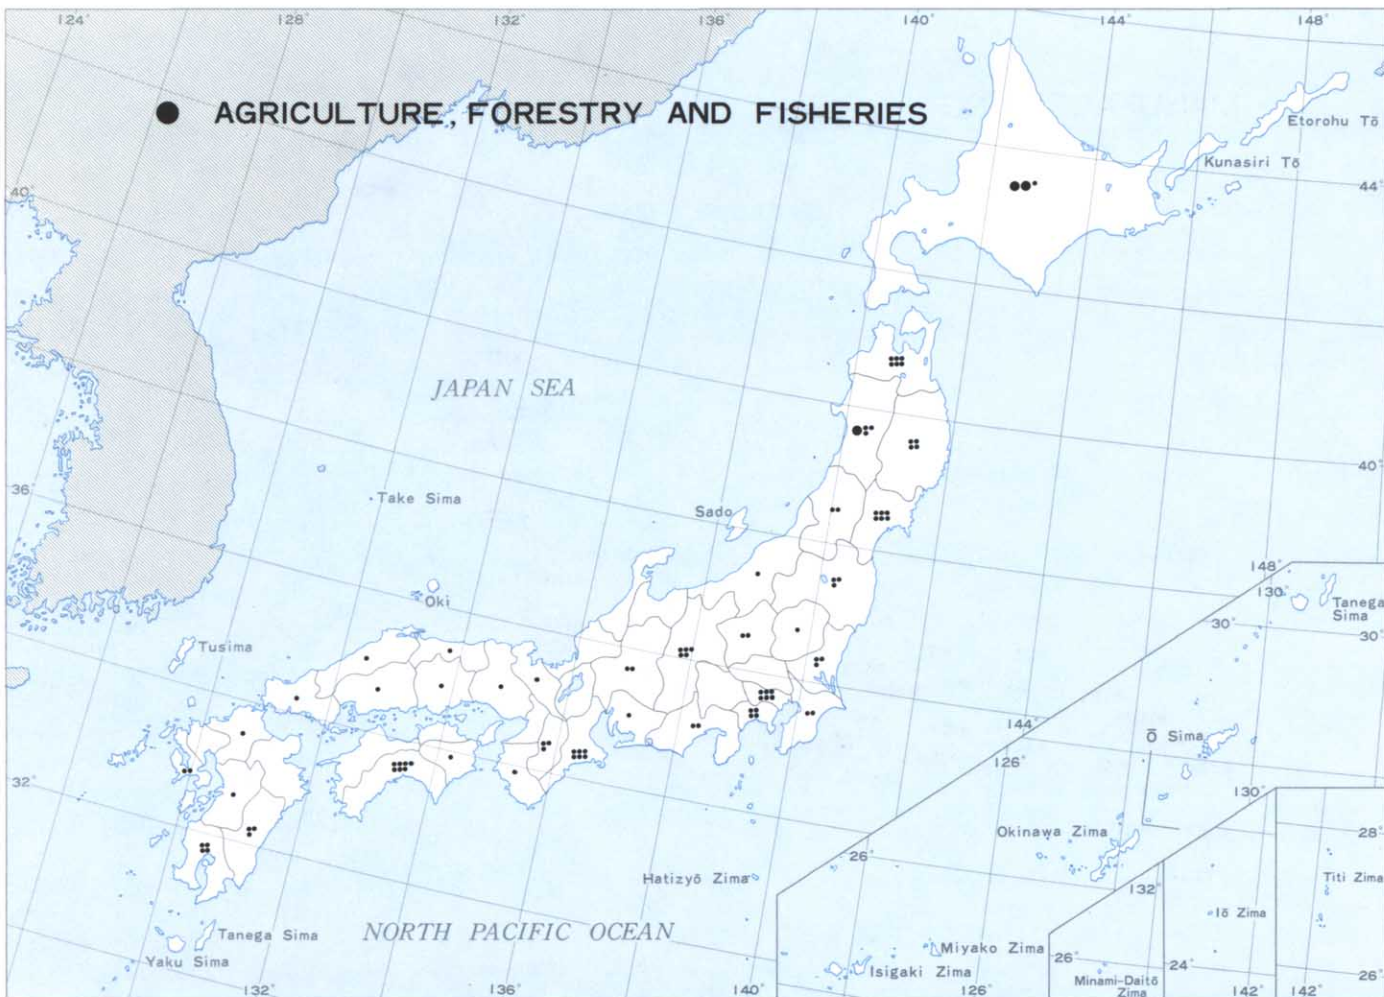 124° 128° 132° 136° 140° 144° 148°
● AGRICULTURE, FORESTRY AND FISHERIES
Etorohu Tō
Kunasiri Tō
40°
44°
JAPAN SEA
36°
40°
Take Sima
Sado
148°
130°
Oki
Tanega
Sima
30°
30°
Tusima
144°
Ō Sima
126°
32°
130°
Okinawa Zima
28°
26°
Hatizyō Zima
132°
Titi Zima
Iō Zima
Tanega Sima
NORTH PACIFIC OCEAN
Miyako Zima
Yaku Sima
Isigaki Zima
26°
24°
26°
Minami-Daitō
Zima
132° 136° 140° 126° 142° 142°